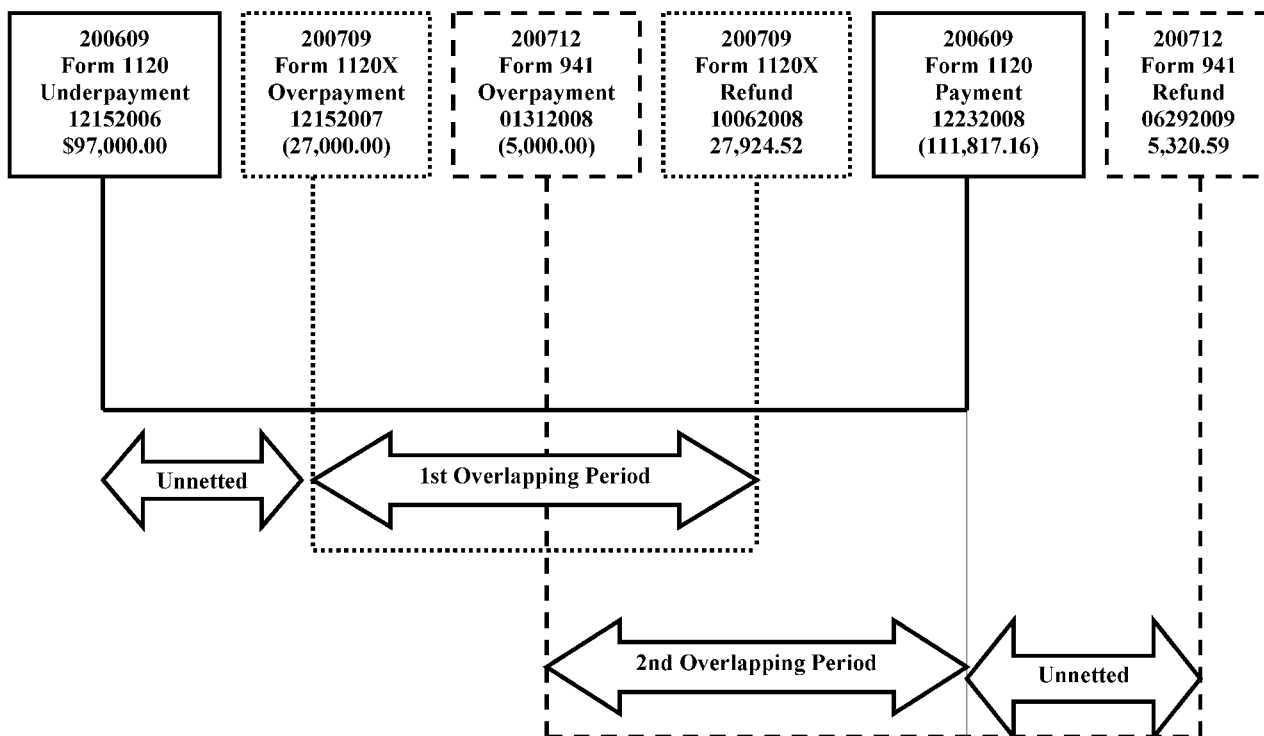 200609
Form 1120
Underpayment
12152006
$97,000.00
200709
Form 1120X
Overpayment
12152007
(27,000.00)
200712
Form 941
Overpayment
01312008
(5,000.00)
200709
Form 1120X
Refund
10062008
27,924.52
200609
Form 1120
Payment
12232008
(111,817.16)
200712
Form 941
Refund
06292009
5,320.59
Unnetted
1st Overlapping Period
2nd Overlapping Period
Unnetted